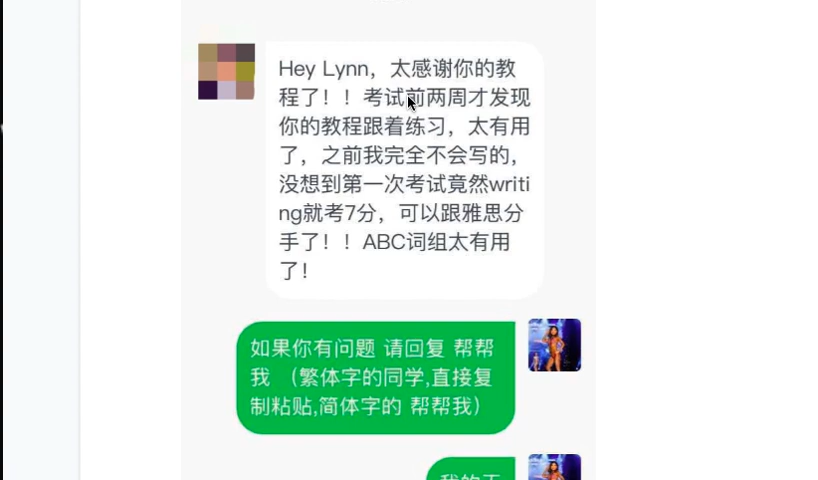 Hey Lynn，太感谢你的教
程了！！考试前两周才发现
你的教程跟着练习，太有用
了，之前我完全不会写的，
没想到第一次考试竟然writi
ng就考7分，可以跟雅思分
手了！！ABC词组太有用
了！
如果你有问题 请回复 帮帮
我 （繁体字的同学,直接复
制粘贴,简体字的 帮帮我）